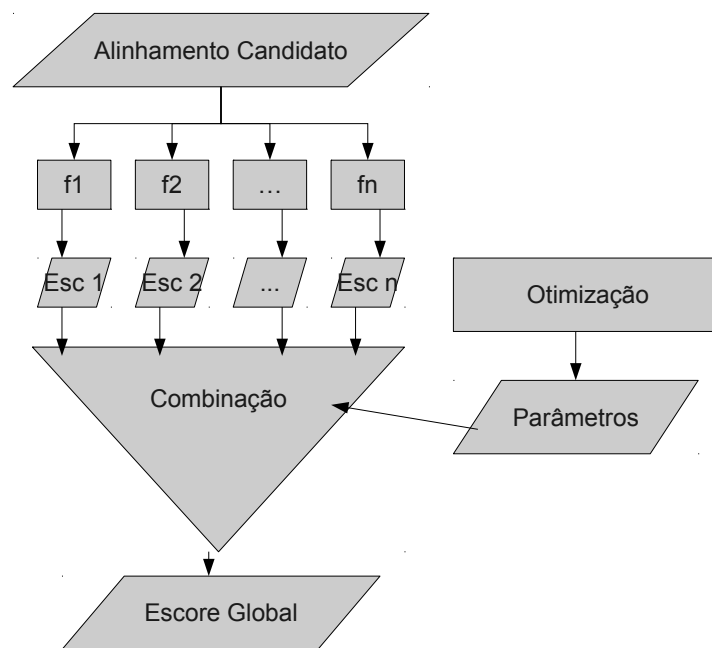 Alinhamento Candidato
f1 f2 … fn
Esc 1 Esc 2 ... Esc n
Otimização
Combinação
Parâmetros
Escore Global